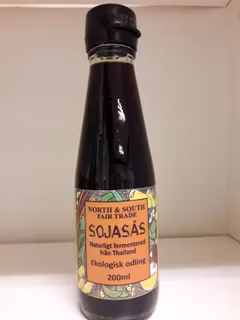 NORTH & SOUTH
FAIR TRADE
SOJASÅS
Naturligt fermenterad
från Thailand
Ekologisk odling
200ml